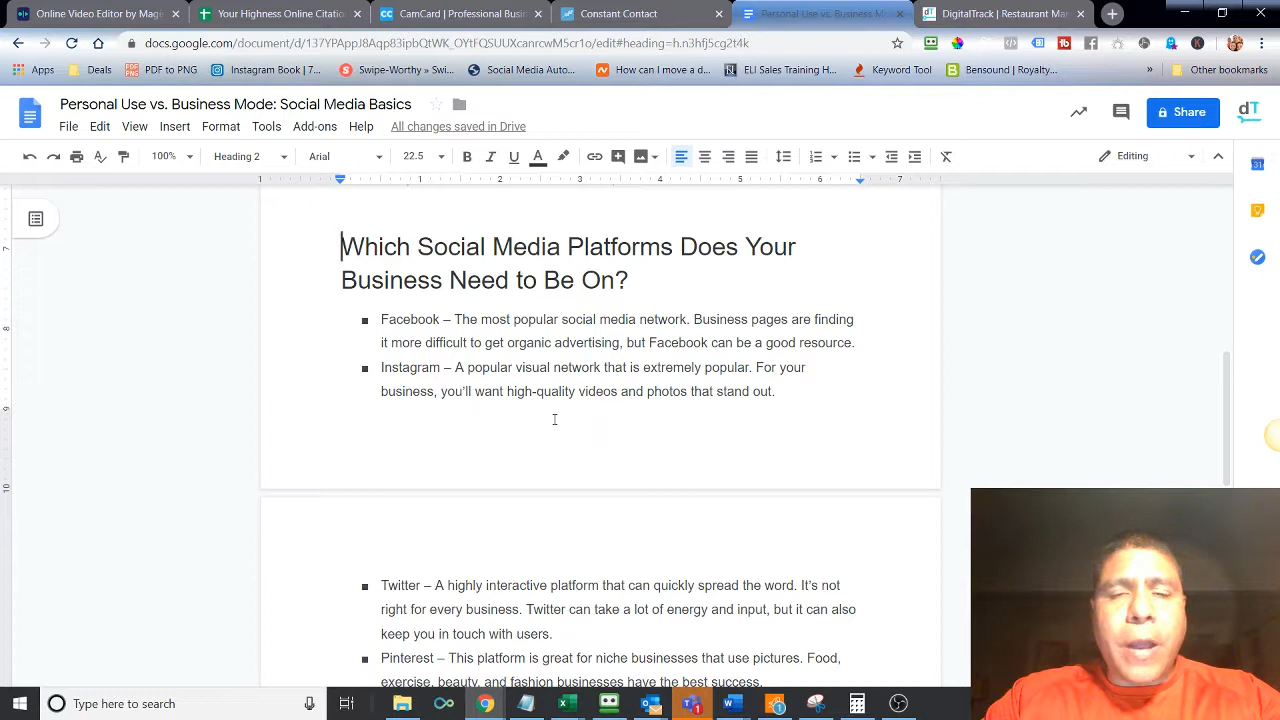 Online Video Editor by Mag
Your Highness Online Citatio
CamCard | Professional Busi
Constant Contact
Personal Use vs. Business M
DigitalTrack | Restaurant Ma
Apps
Deals
PDF to PNG
Instagram Book | 7...
Swipe-Worthy » Swi...
Social Media Auto...
How can I move a d...
ELI Sales Training H...
Keyword Tool
Bensound | Royalty...
»
Other bookmarks
Personal Use vs. Business Mode: Social Media Basics
File Edit View Insert Format Tools Add-ons Help All changes saved in Drive
Share
dT
100% Heading 2 Arial 22.5 B I U A Editing
1 1 2 3 4 5 6 7
Which Social Media Platforms Does Your
Business Need to Be On?
Facebook – The most popular social media network. Business pages are finding
it more difficult to get organic advertising, but Facebook can be a good resource.
Instagram – A popular visual network that is extremely popular. For your
business, you'll want high-quality videos and photos that stand out.
Twitter – A highly interactive platform that can quickly spread the word. It's not
right for every business. Twitter can take a lot of energy and input, but it can also
keep you in touch with users.
Pinterest – This platform is great for niche businesses that use pictures. Food,
exercise, beauty, and fashion businesses have the best success.
Type here to search